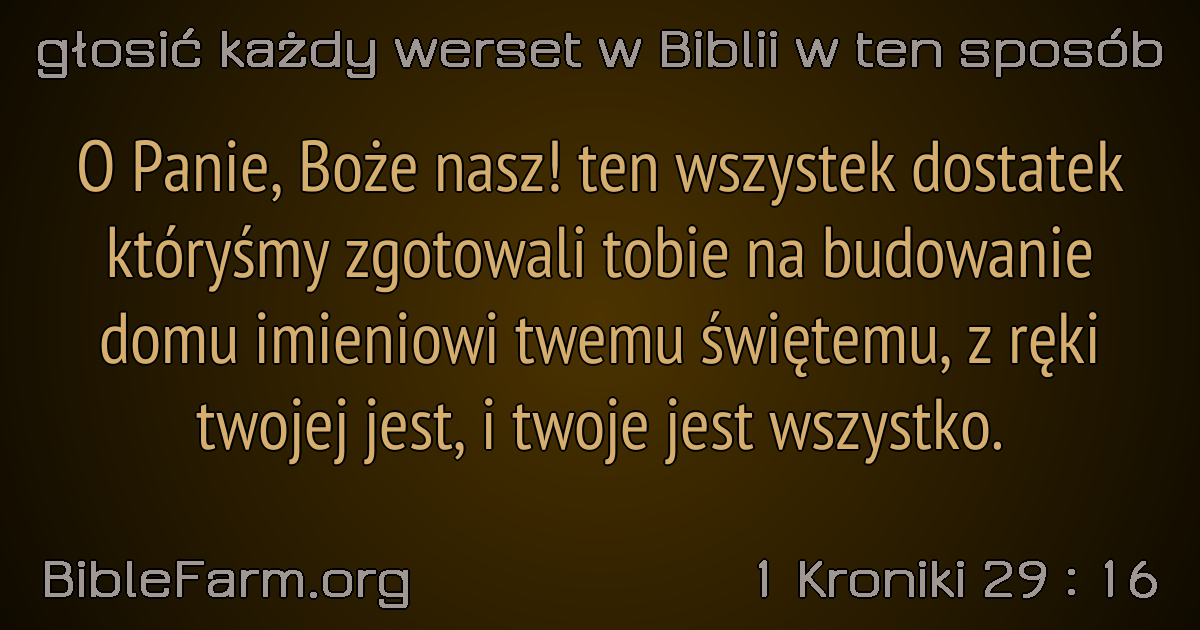 głosić każdy werset w Biblii w ten sposób
O Panie, Boże nasz! ten wszystek dostatek
któryśmy zgotowali tobie na budowanie
domu imieniowi twemu świętemu, z ręki
twojej jest, i twoje jest wszystko.
BibleFarm.org
1 Kroniki 29 : 16